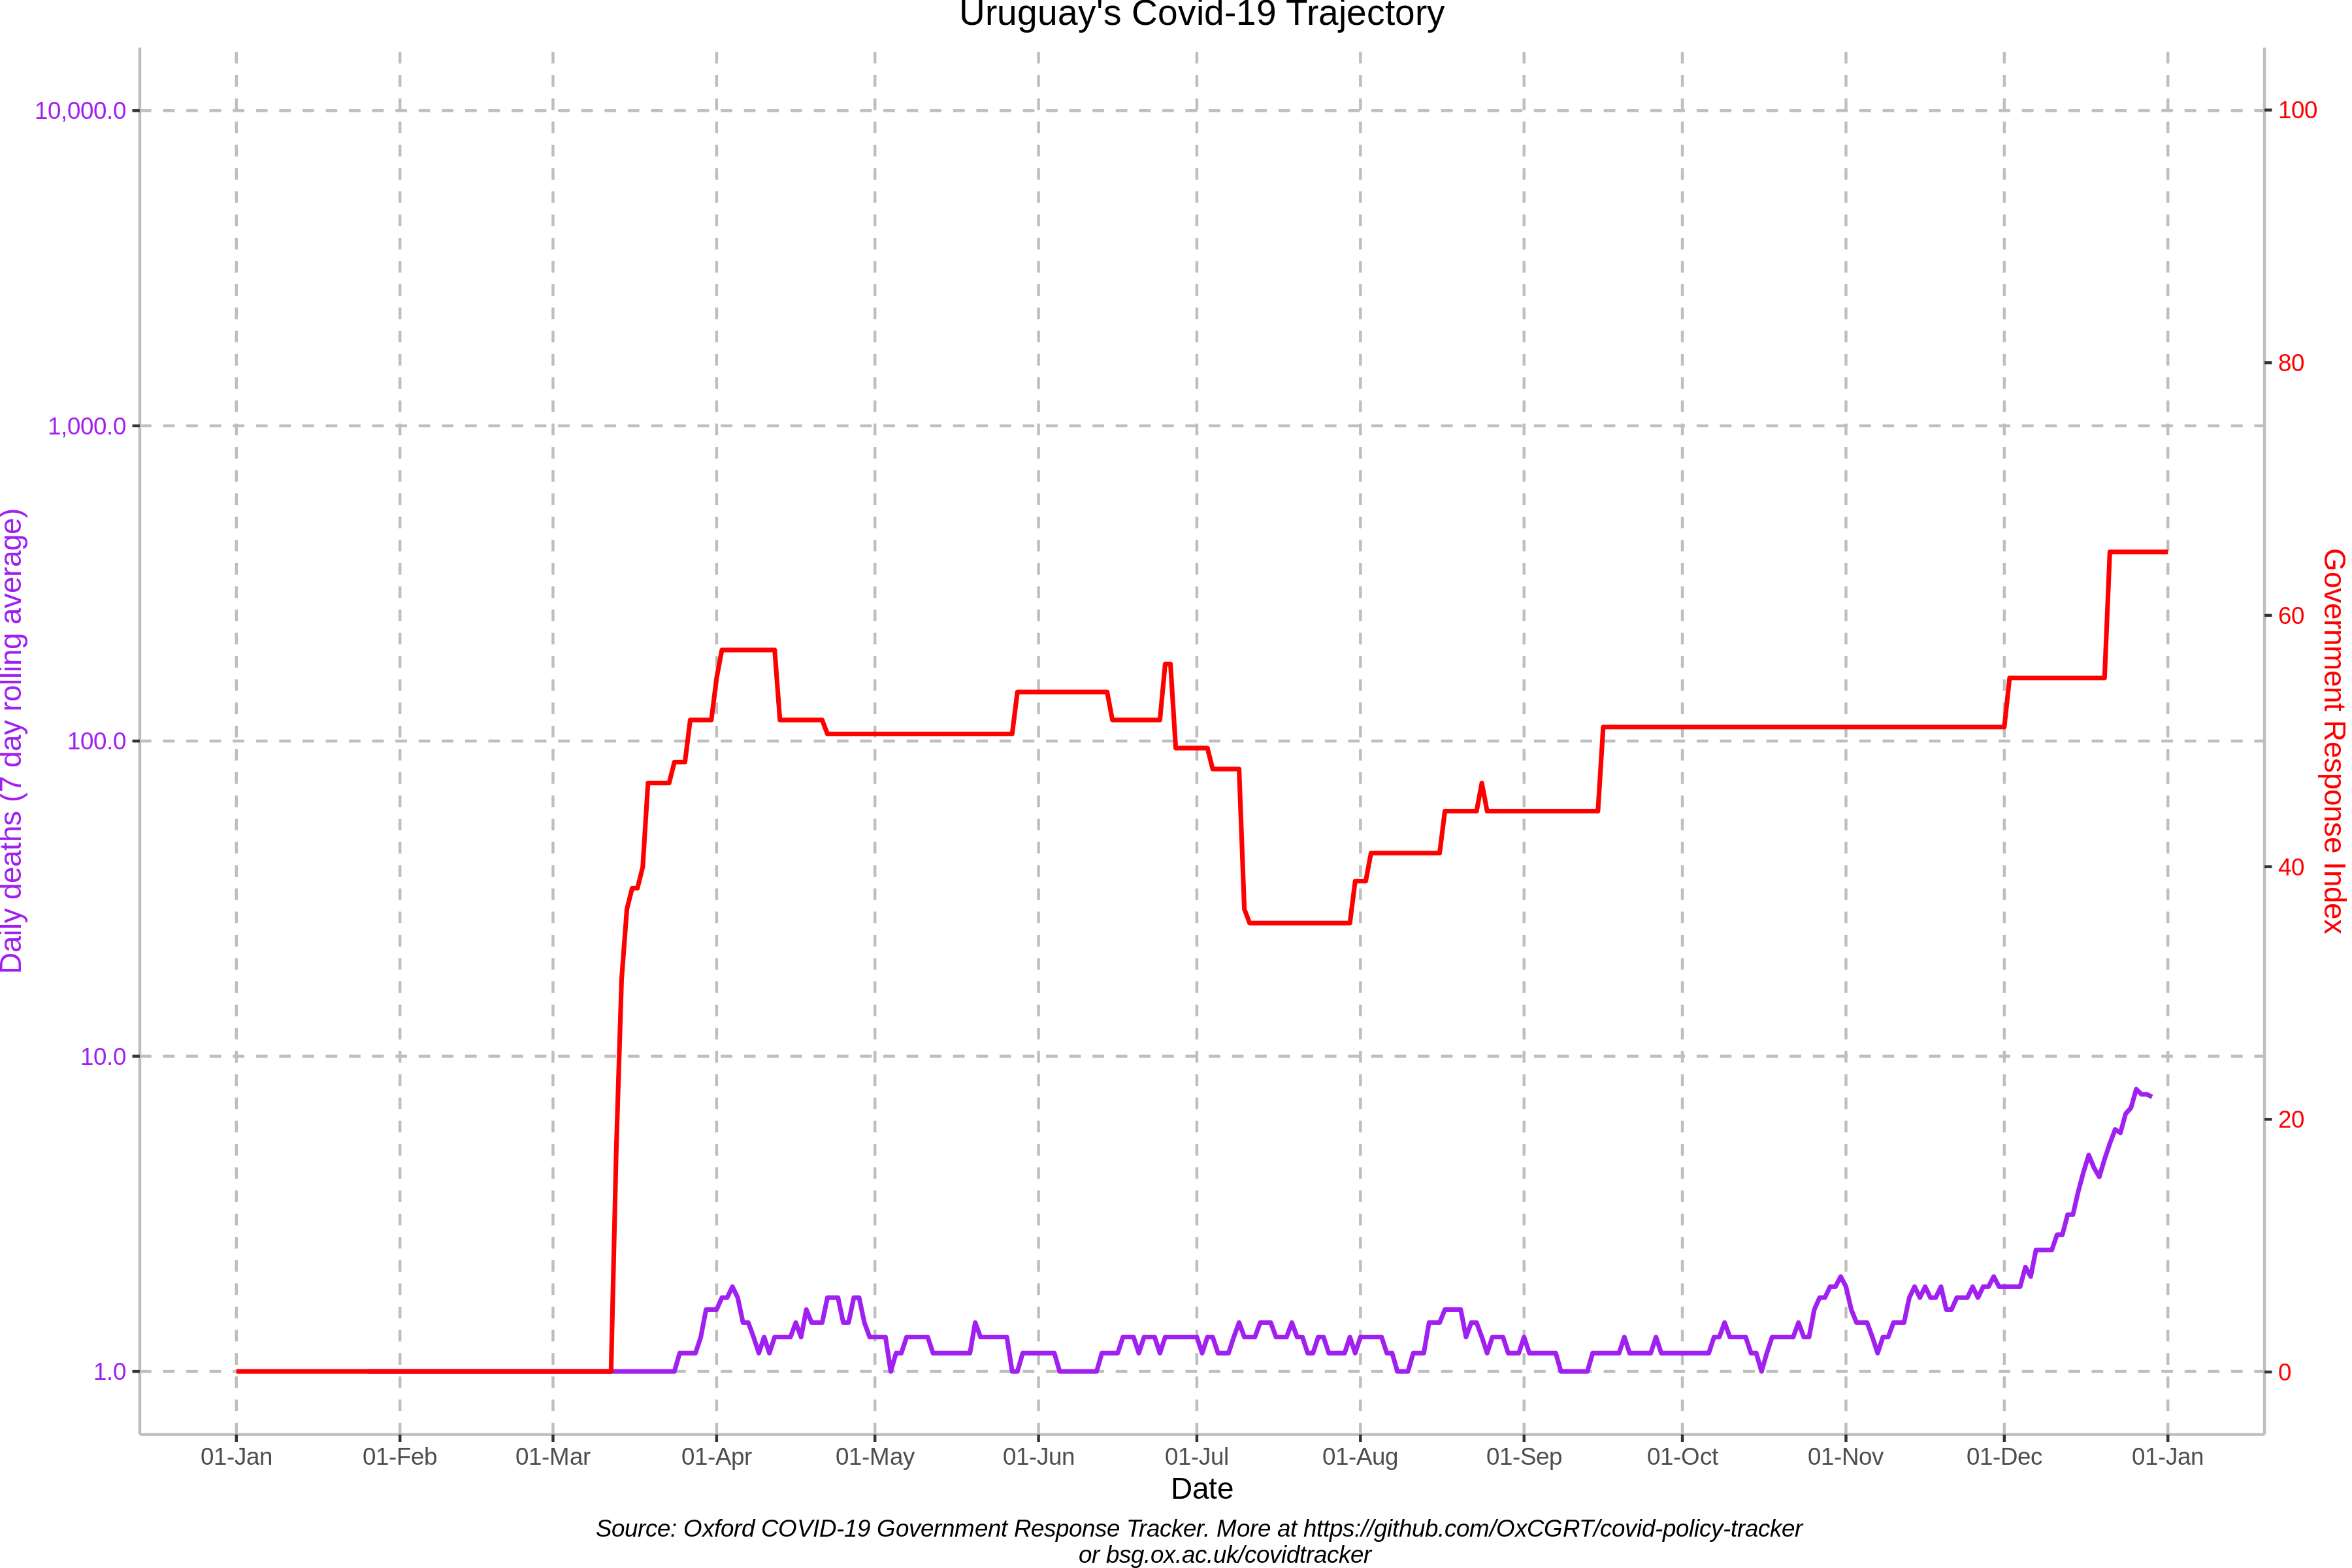 Uruguay's Covid-19 Trajectory
10,000.0
1,000.0
100.0
10.0
1.0
Daily deaths (7 day rolling average)
100
80
60
40
20
0
Government Response Index
01-Jan 01-Feb 01-Mar 01-Apr 01-May 01-Jun 01-Jul 01-Aug 01-Sep 01-Oct 01-Nov 01-Dec 01-Jan
Date
Source: Oxford COVID-19 Government Response Tracker. More at https://github.com/OxCGRT/covid-policy-tracker
or bsg.ox.ac.uk/covidtracker